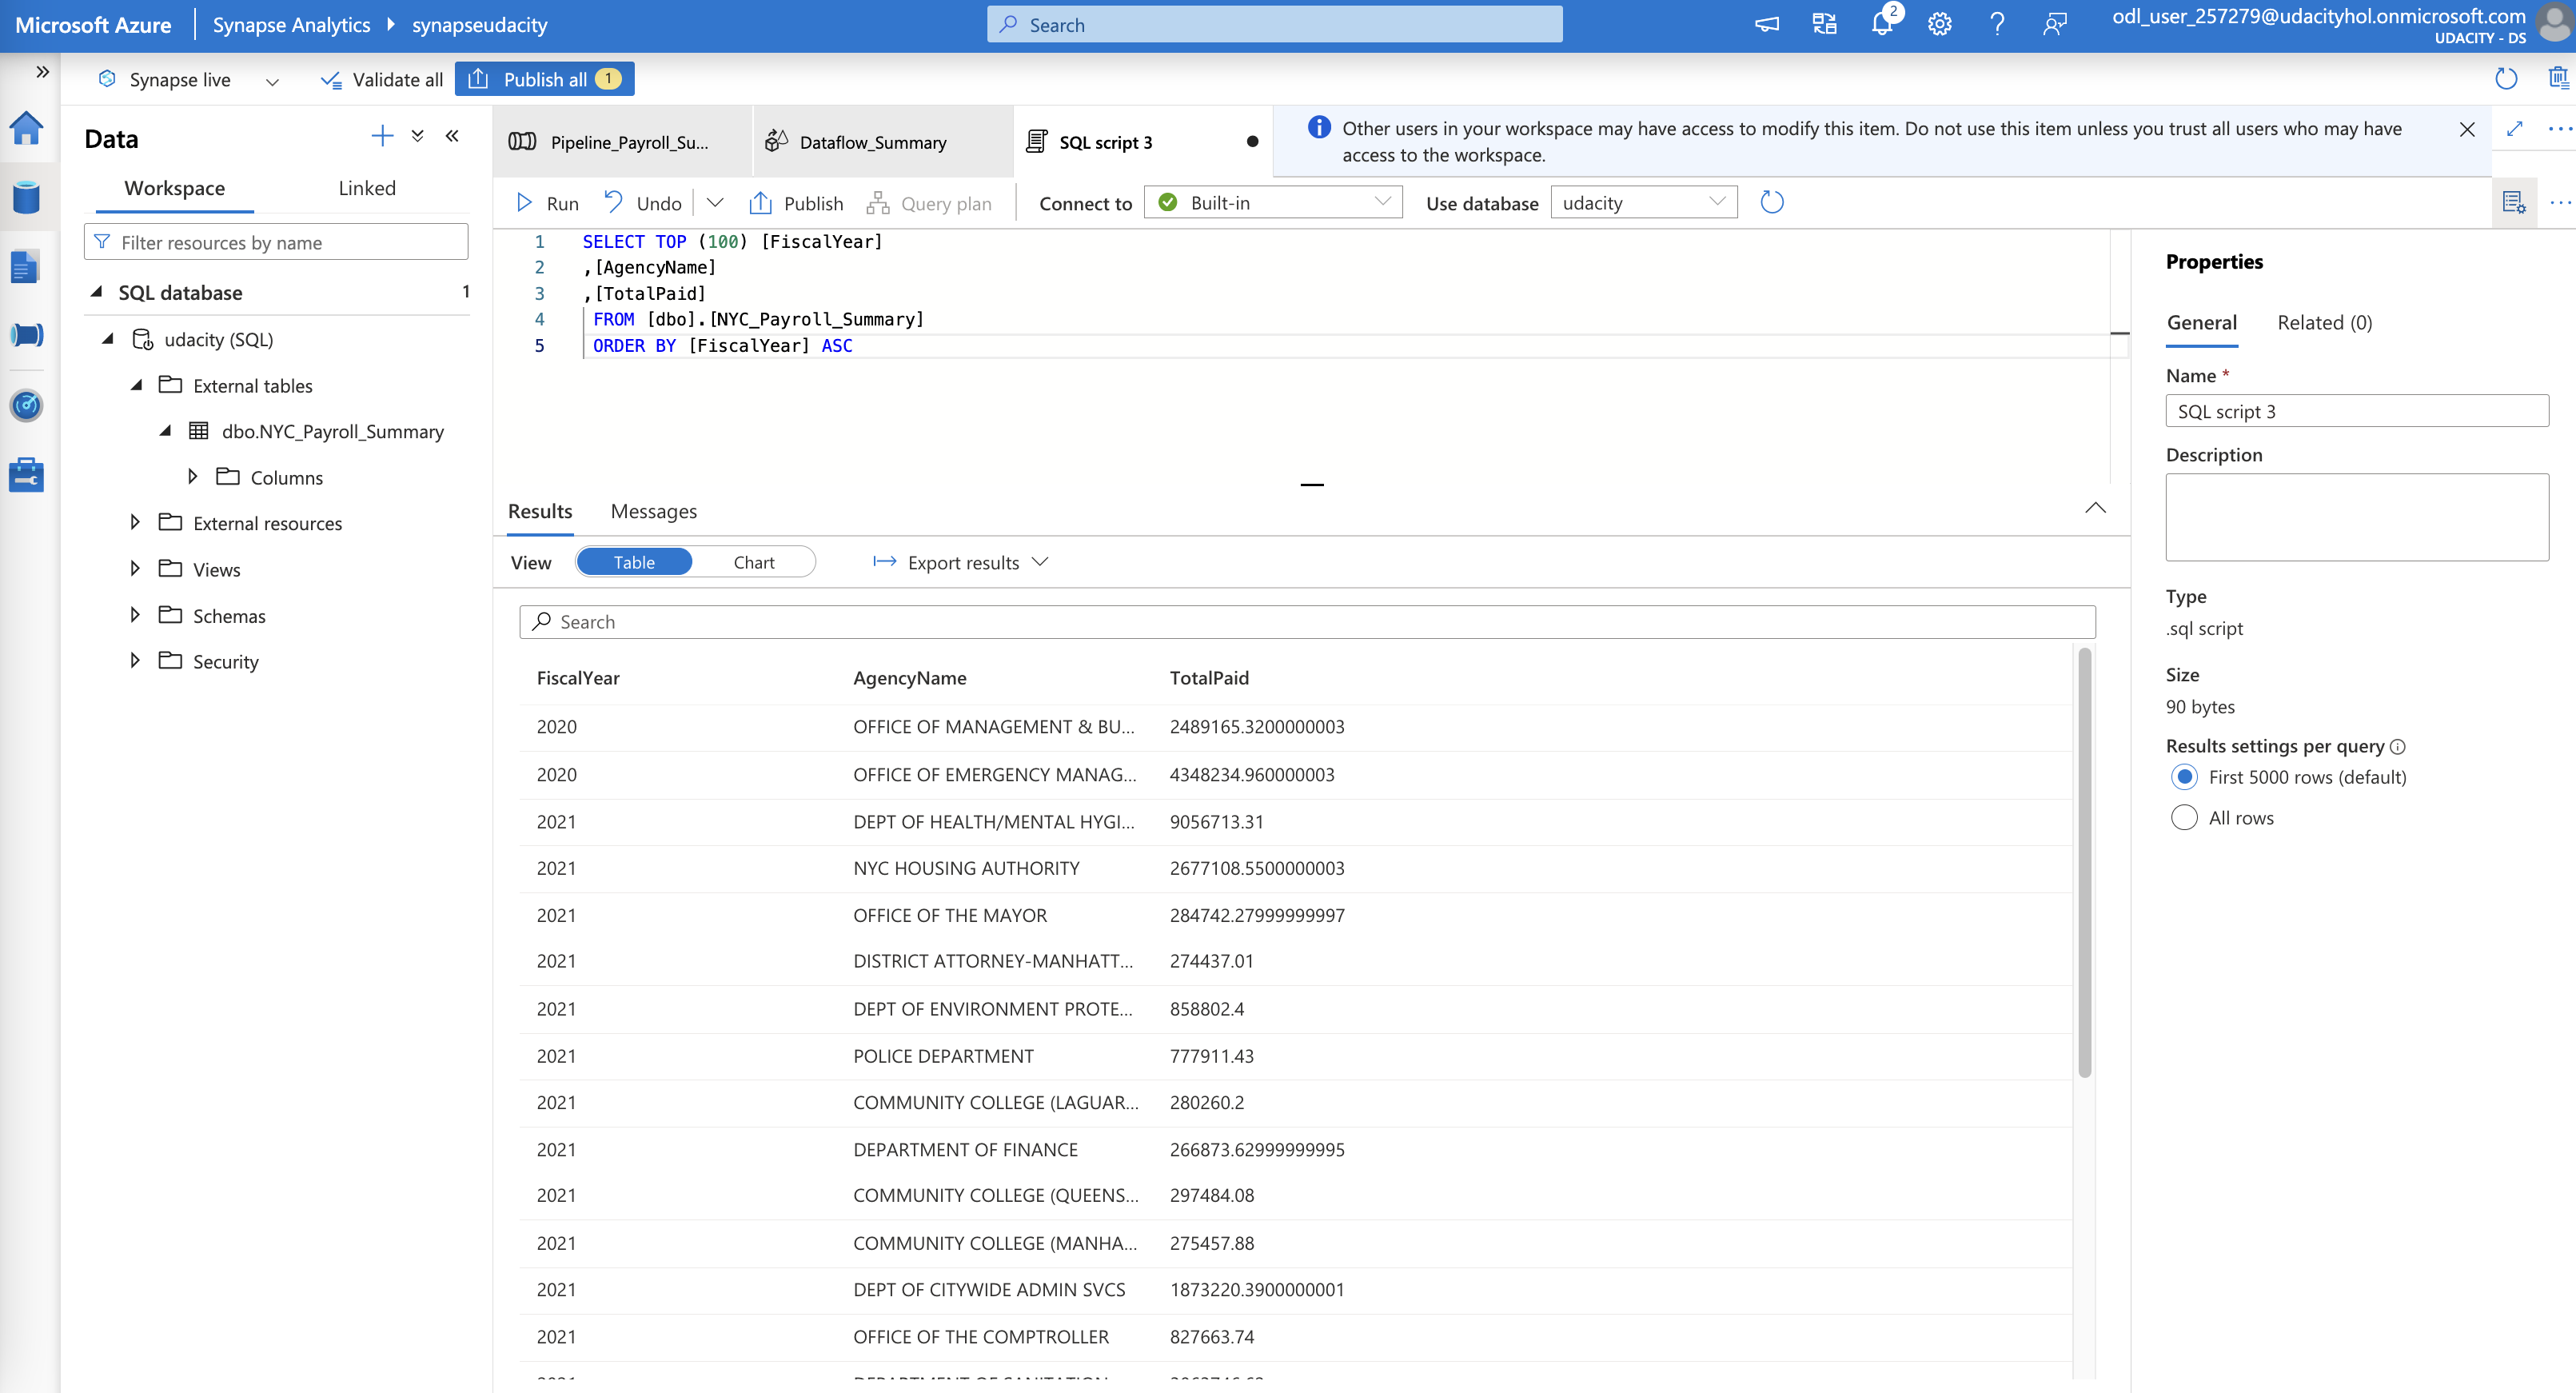 Microsoft Azure
Synapse Analytics
synapseudacity
Search
2
odl_user_257279@udacityhol.onmicrosoft.com
UDACITY - DS
Synapse live
Validate all
Publish all
1
Data
Workspace
Linked
Filter resources by name
SQL database
1
udacity (SQL)
External tables
dbo.NYC_Payroll_Summary
Columns
External resources
Views
Schemas
Security
Pipeline_Payroll_Su...
Dataflow_Summary
SQL script 3
Other users in your workspace may have access to modify this item. Do not use this item unless you trust all users who may have
access to the workspace.
Run
Undo
Publish
Query plan
Connect to
Built-in
Use database
udacity
1 SELECT TOP (100) [FiscalYear]
2 ,[AgencyName]
3 ,[TotalPaid]
4 FROM [dbo].[NYC_Payroll_Summary]
5 ORDER BY [FiscalYear] ASC
Results
Messages
View
Table
Chart
Export results
Search
FiscalYear AgencyName TotalPaid
2020 OFFICE OF MANAGEMENT & BU... 2489165.3200000003
2020 OFFICE OF EMERGENCY MANAG... 4348234.960000003
2021 DEPT OF HEALTH/MENTAL HYGI... 9056713.31
2021 NYC HOUSING AUTHORITY 2677108.5500000003
2021 OFFICE OF THE MAYOR 284742.27999999997
2021 DISTRICT ATTORNEY-MANHATT... 274437.01
2021 DEPT OF ENVIRONMENT PROTE... 858802.4
2021 POLICE DEPARTMENT 777911.43
2021 COMMUNITY COLLEGE (LAGUAR... 280260.2
2021 DEPARTMENT OF FINANCE 266873.62999999995
2021 COMMUNITY COLLEGE (QUEENS... 297484.08
2021 COMMUNITY COLLEGE (MANHA... 275457.88
2021 DEPT OF CITYWIDE ADMIN SVCS 1873220.3900000001
2021 OFFICE OF THE COMPTROLLER 827663.74
Properties
General
Related (0)
Name *
SQL script 3
Description
Type
.sql script
Size
90 bytes
Results settings per query
First 5000 rows (default)
All rows